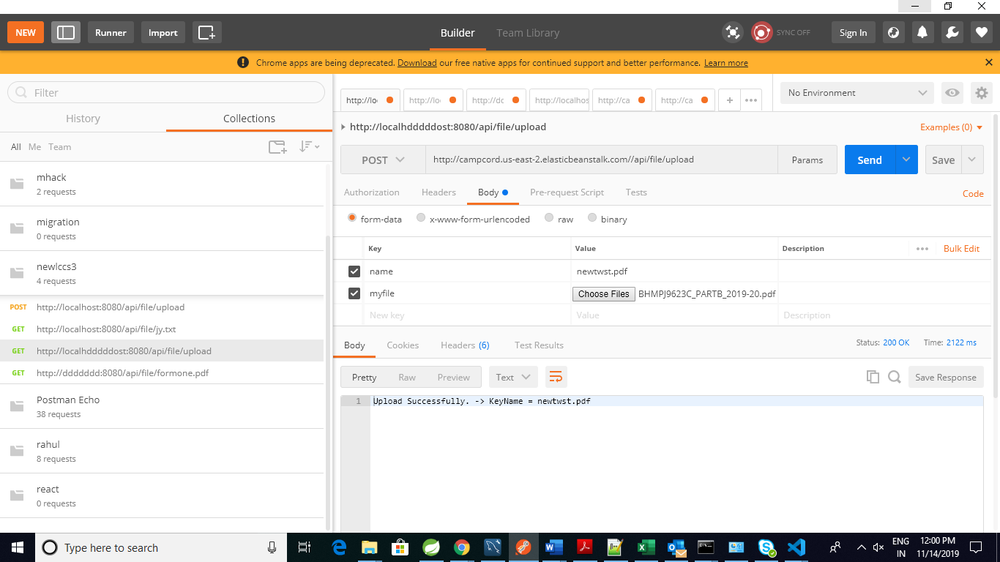 NEW
Runner
Import
Builder
Team Library
SYNC OFF
Sign In
Chrome apps are being deprecated. Download our free native apps for continued support and better performance. Learn more
Filter
History
Collections
All Me Team
mhack
2 requests
migration
0 requests
newlccs3
4 requests
POST http://localhost:8080/api/file/upload
GET http://localhost:8080/api/file/jy.txt
GET http://localhdddddost:8080/api/file/upload
GET http://ddddddd:8080/api/file/formone.pdf
Postman Echo
38 requests
rahul
8 requests
react
0 requests
http://lo
http://lo
http://dc
http://localhos
http://ca
http://ca
No Environment
http://localhdddddost:8080/api/file/upload
Examples (0)
POST
http://campcord.us-east-2.elasticbeanstalk.com//api/file/upload
Params
Send
Save
Authorization
Headers
Body
Pre-request Script
Tests
Code
form-data
x-www-form-urlencoded
raw
binary
Key Value Description Bulk Edit
name newtwst.pdf
myfile Choose Files BHMPJ9623C_PARTB_2019-20.pdf
New key Value Description
Body
Cookies
Headers (6)
Test Results
Status: 200 OK
Time: 2122 ms
Pretty
Raw
Preview
Text
Save Response
1 Upload Successfully. -> KeyName = newtwst.pdf
Type here to search
ENG
IN
12:00 PM
11/14/2019